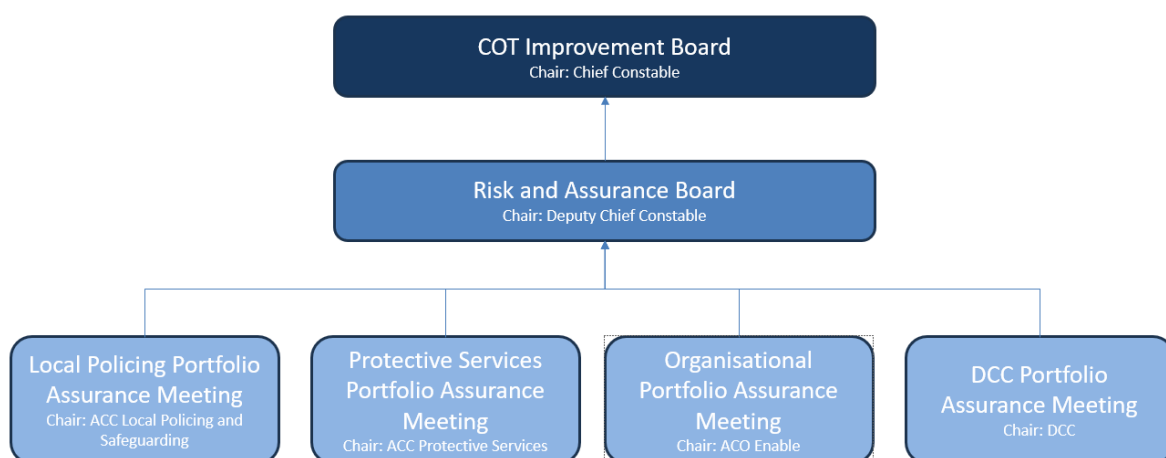 COT Improvement Board
Chair: Chief Constable
Risk and Assurance Board
Chair: Deputy Chief Constable
Local Policing Portfolio
Assurance Meeting
Chair: ACC Local Policing and
Safeguarding
Protective Services
Portfolio Assurance
Meeting
Chair: ACC Protective Services
Organisational
Portfolio Assurance
Meeting
Chair: ACO Enable
DCC Portfolio
Assurance Meeting
Chair: DCC